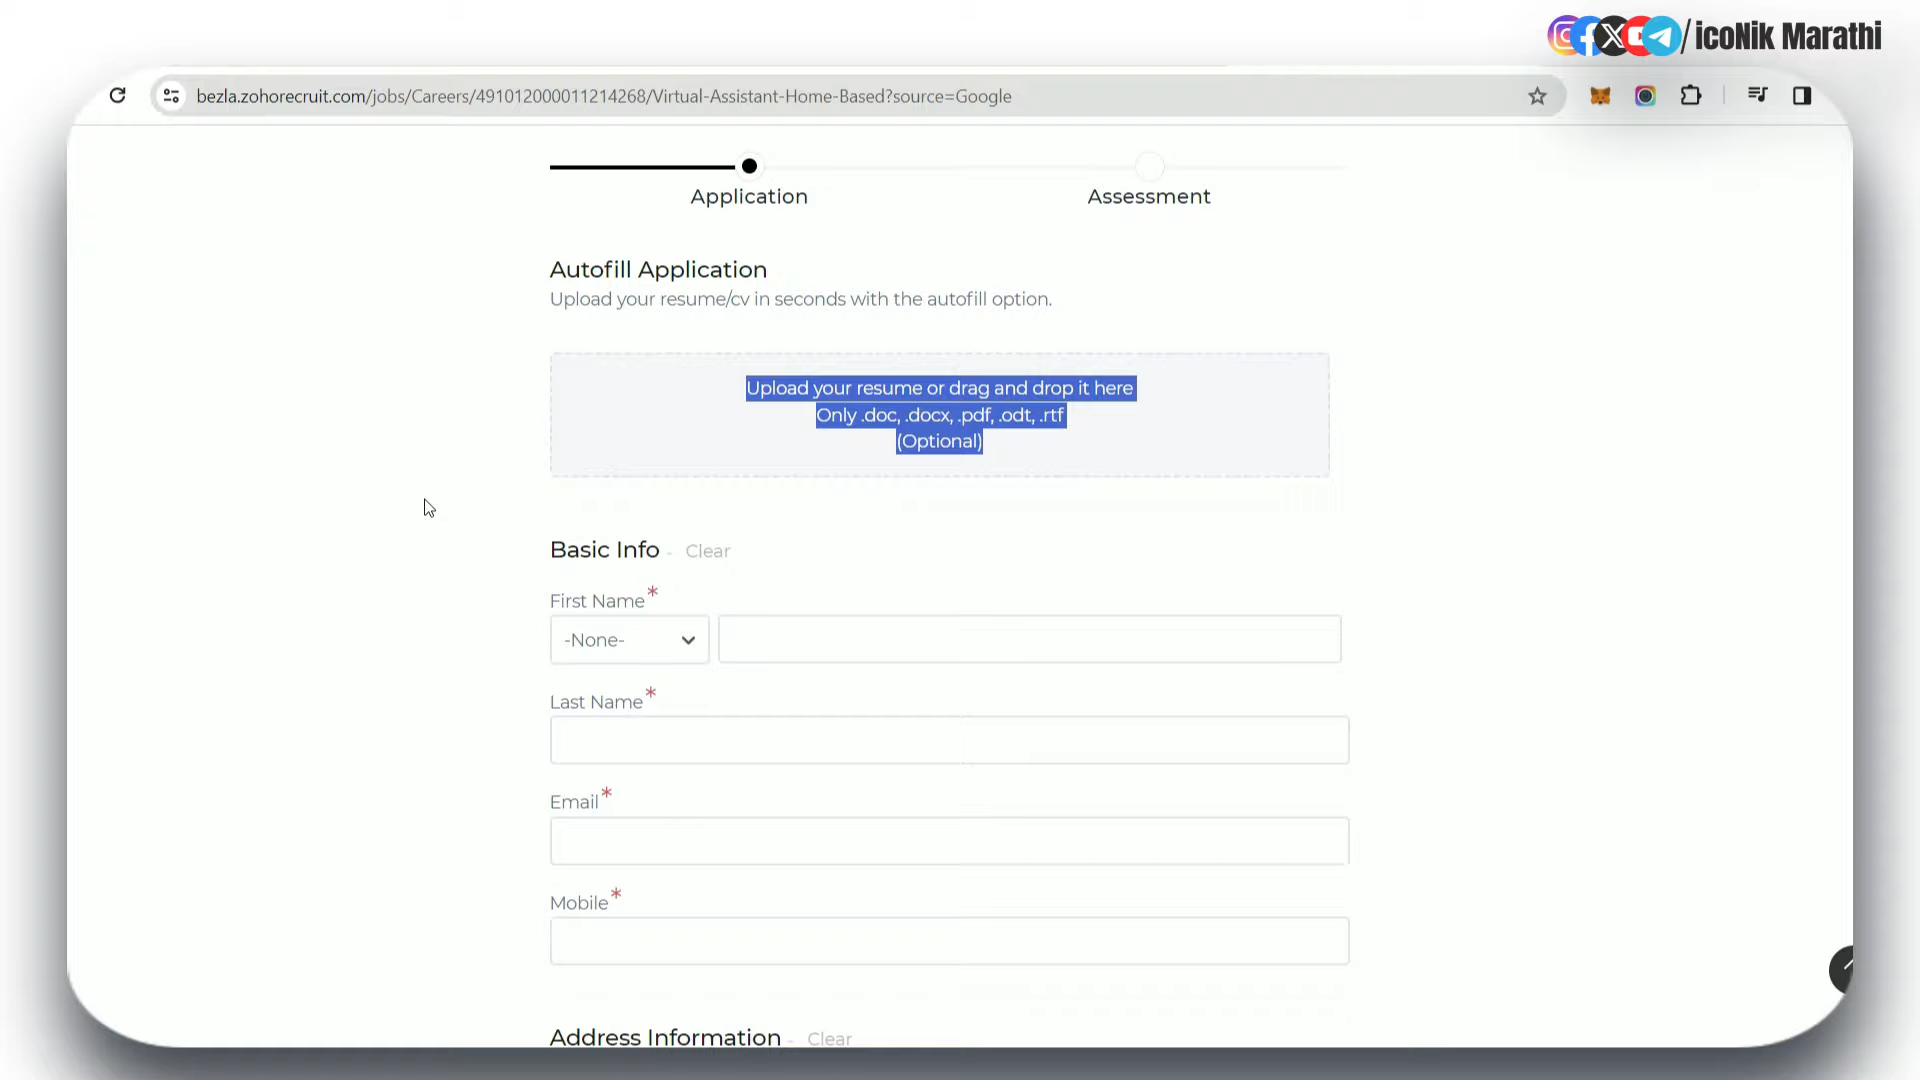 /icoNik Marathi
bezla.zohorecruit.com/jobs/Careers/491012000011214268/Virtual-Assistant-Home-Based?source=Google
Application
Assessment
Autofill Application
Upload your resume/cv in seconds with the autofill option.
Upload your resume or drag and drop it here
Only .doc, .docx, .pdf, .odt, .rtf
(Optional)
Basic Info - Clear
First Name*
-None-
Last Name*
Email*
Mobile*
Address Information - Clear